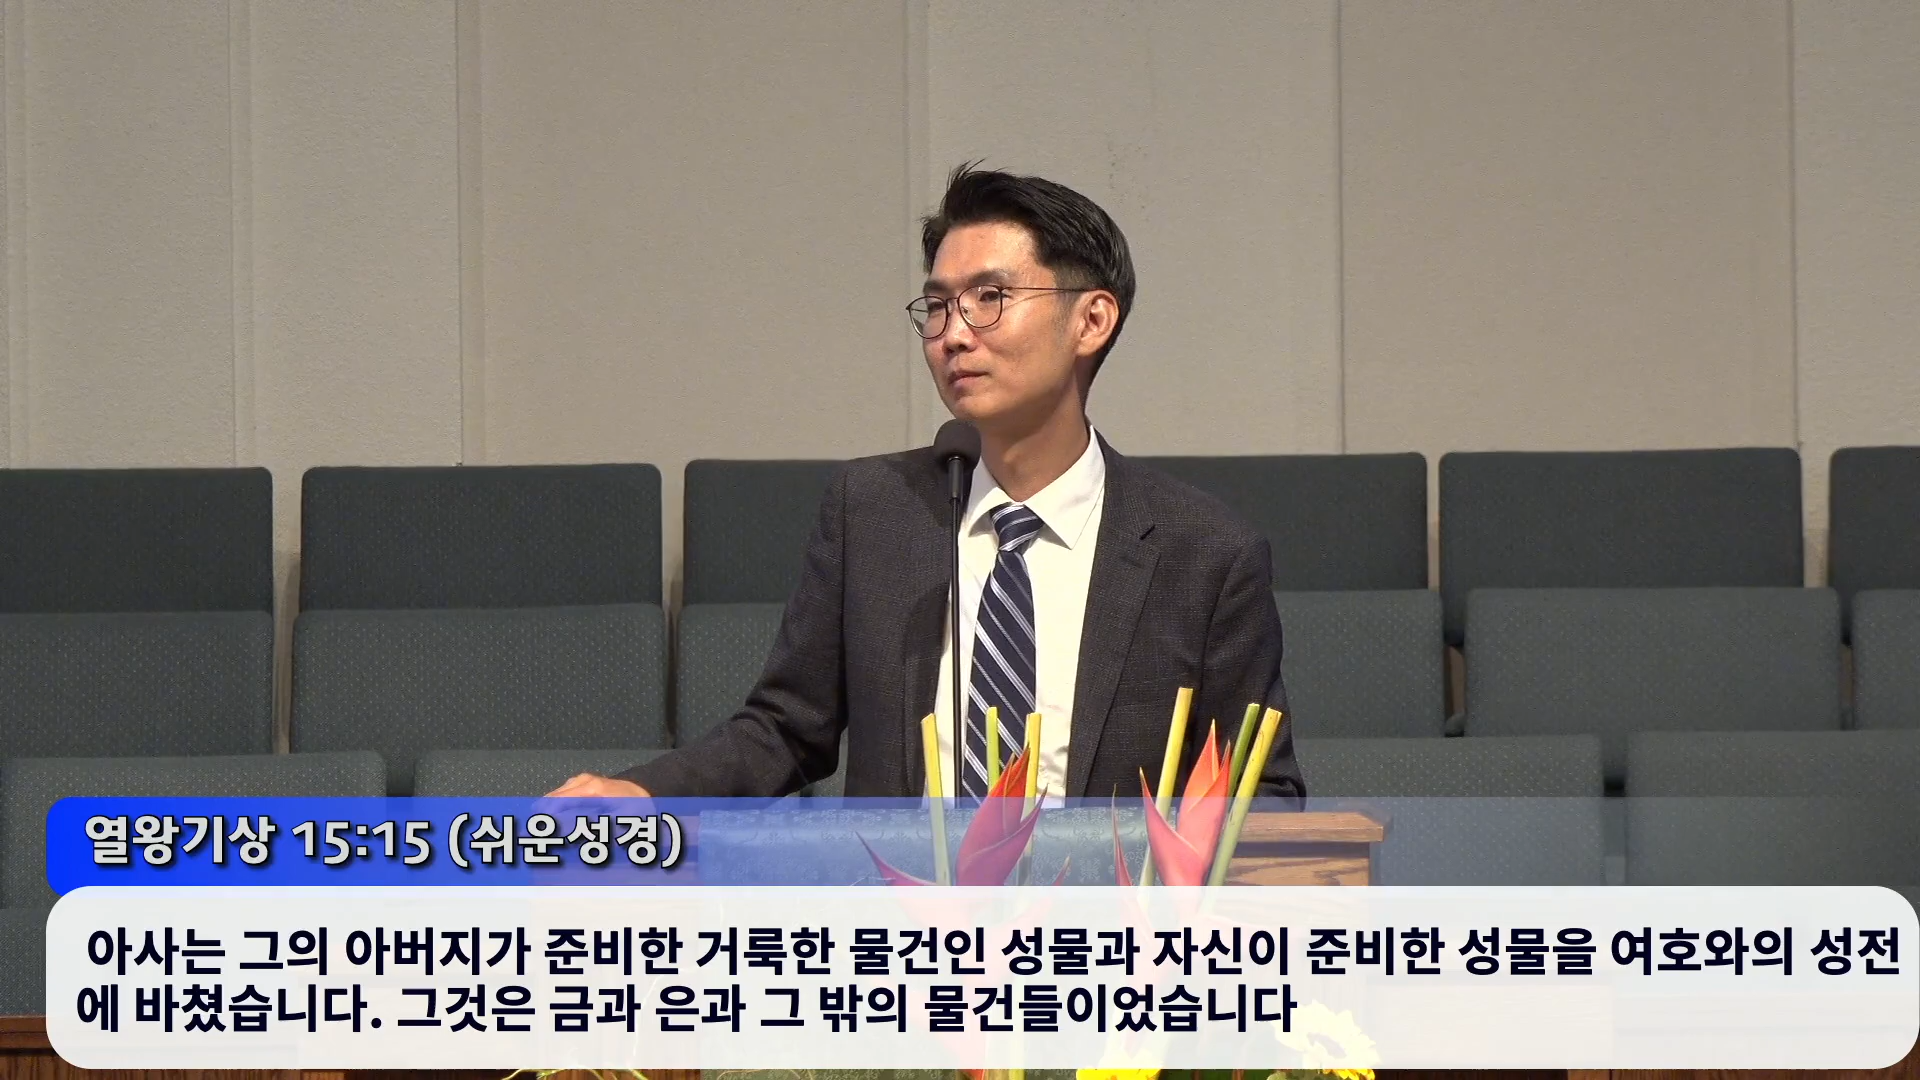 열왕기상 15:15 (쉬운성경)
아사는 그의 아버지가 준비한 거룩한 물건인 성물과 자신이 준비한 성물을 여호와의 성전
에 바쳤습니다. 그것은 금과 은과 그 밖의 물건들이었습니다